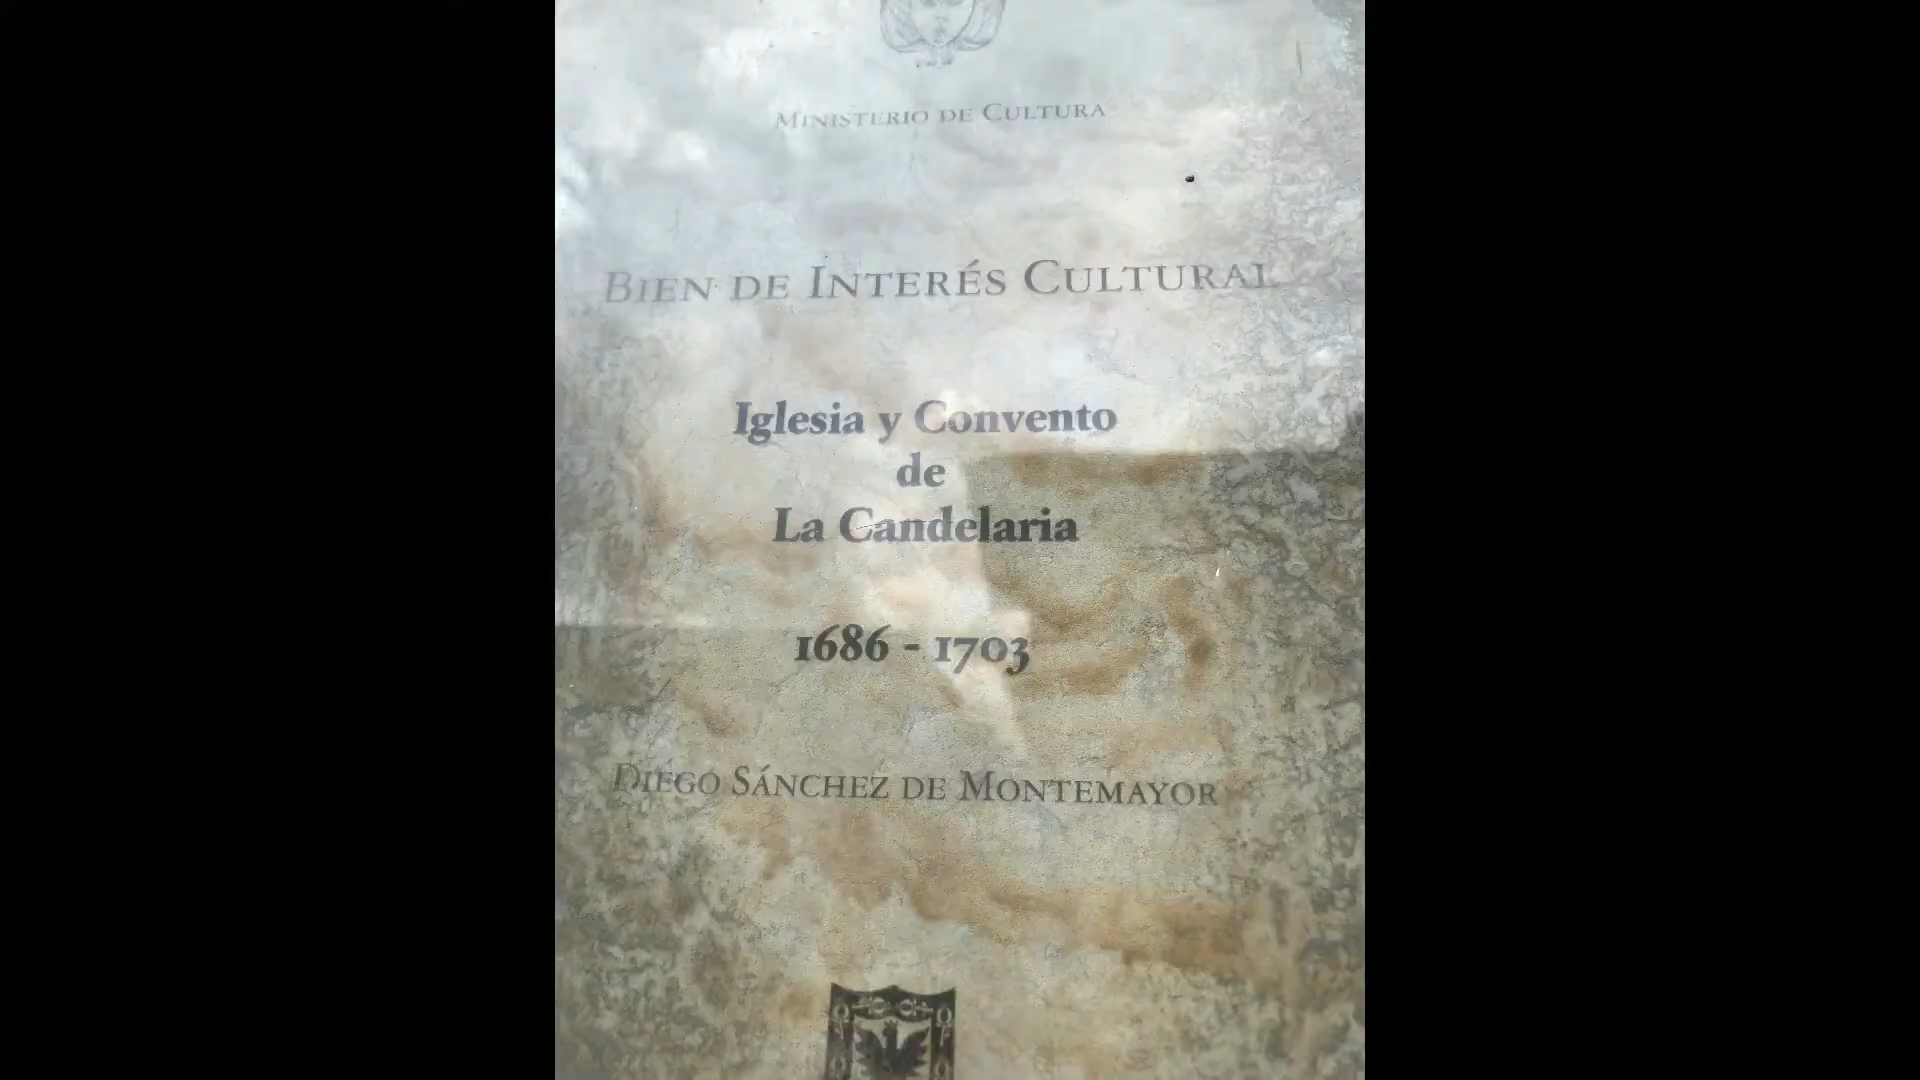 Ministerio de Cultura
Bien de Interés Cultural
Iglesia y Convento
de
La Candelaria
1686 - 1703
Diego Sánchez de Montemayor